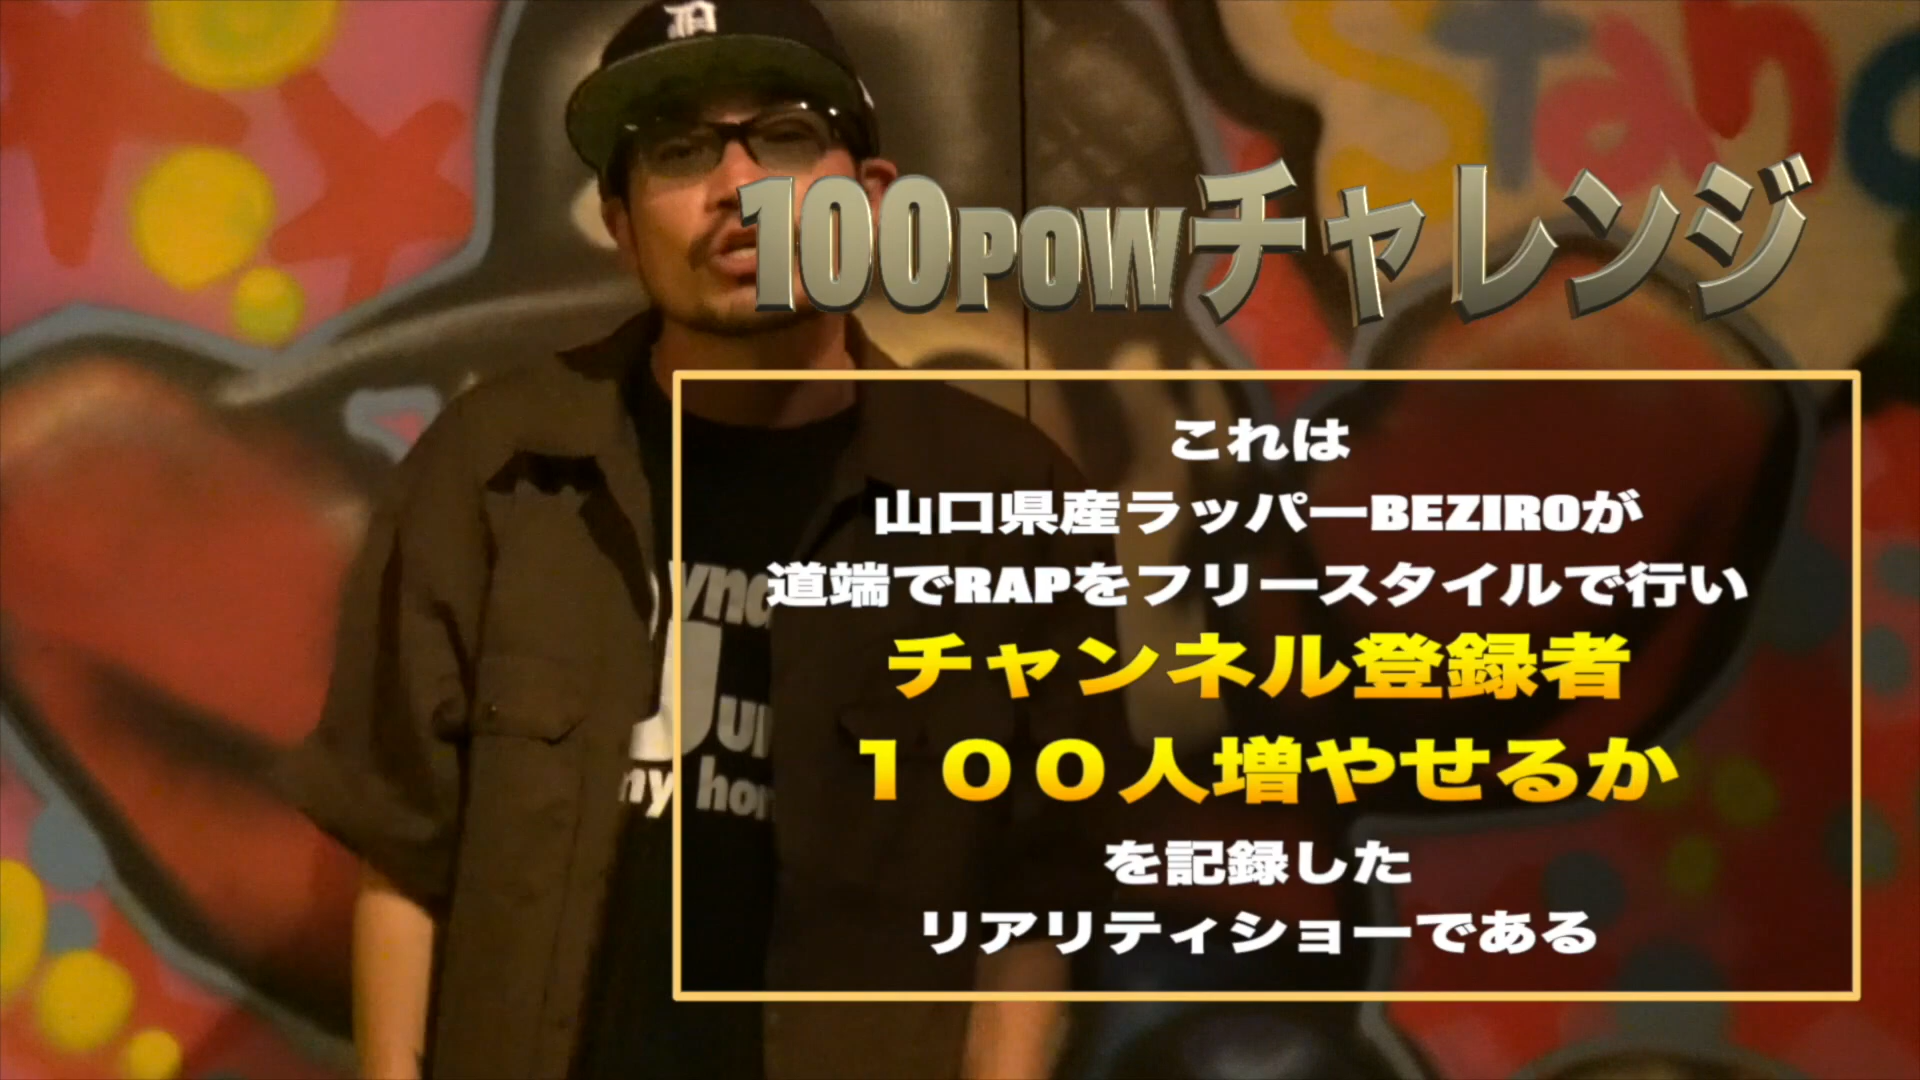 Stan
100POWチャレンジ
これは
山口県産ラッパーBEZIROが
道端でRAPをフリースタイルで行い
チャンネル登録者
１００人増やせるか
を記録した
リアリティショーである
my